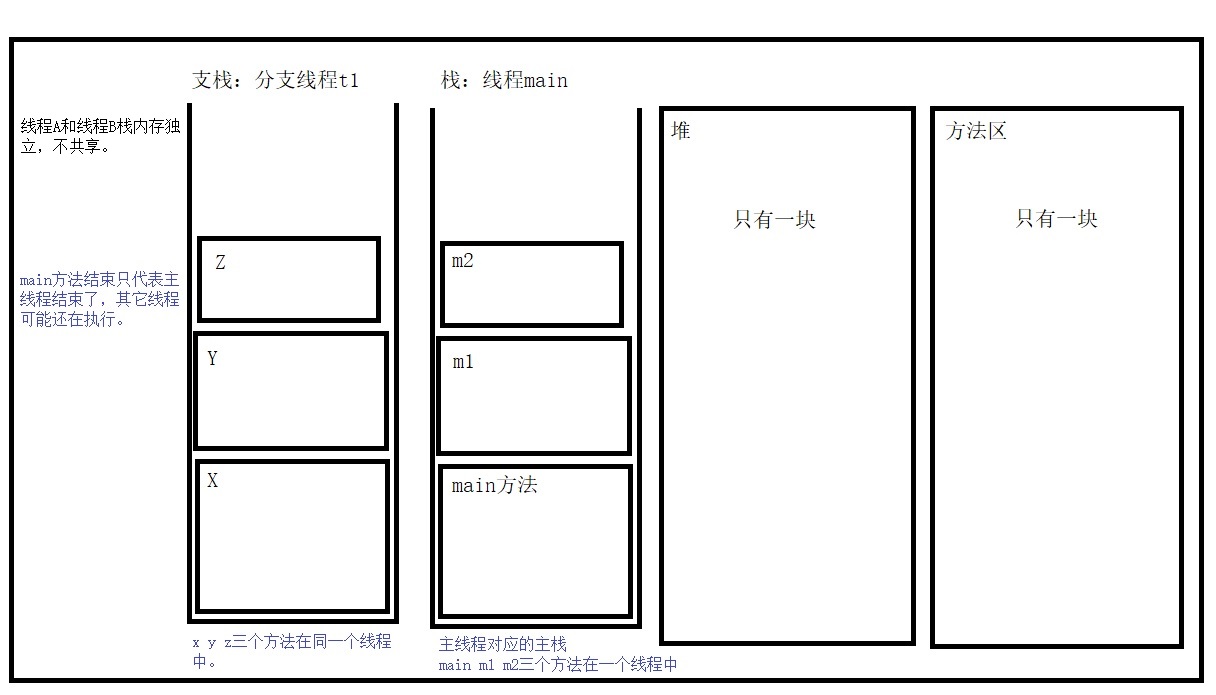 支栈：分支线程t1
栈：线程main
线程A和线程B栈内存独
立，不共享。
堆
方法区
只有一块
只有一块
Z
m2
main方法结束只代表主
线程结束了，其它线程
可能还在执行。
Y
m1
X
main方法
x y z三个方法在同一个线程
中。
主线程对应的主栈
main m1 m2三个方法在一个线程中